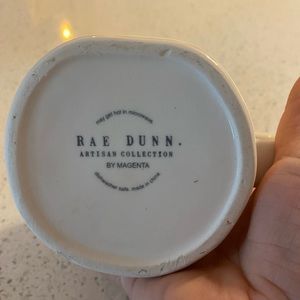 may get hot in microwave
RAE DUNN.
ARTISAN COLLECTION
BY MAGENTA
dishwasher safe. made in china